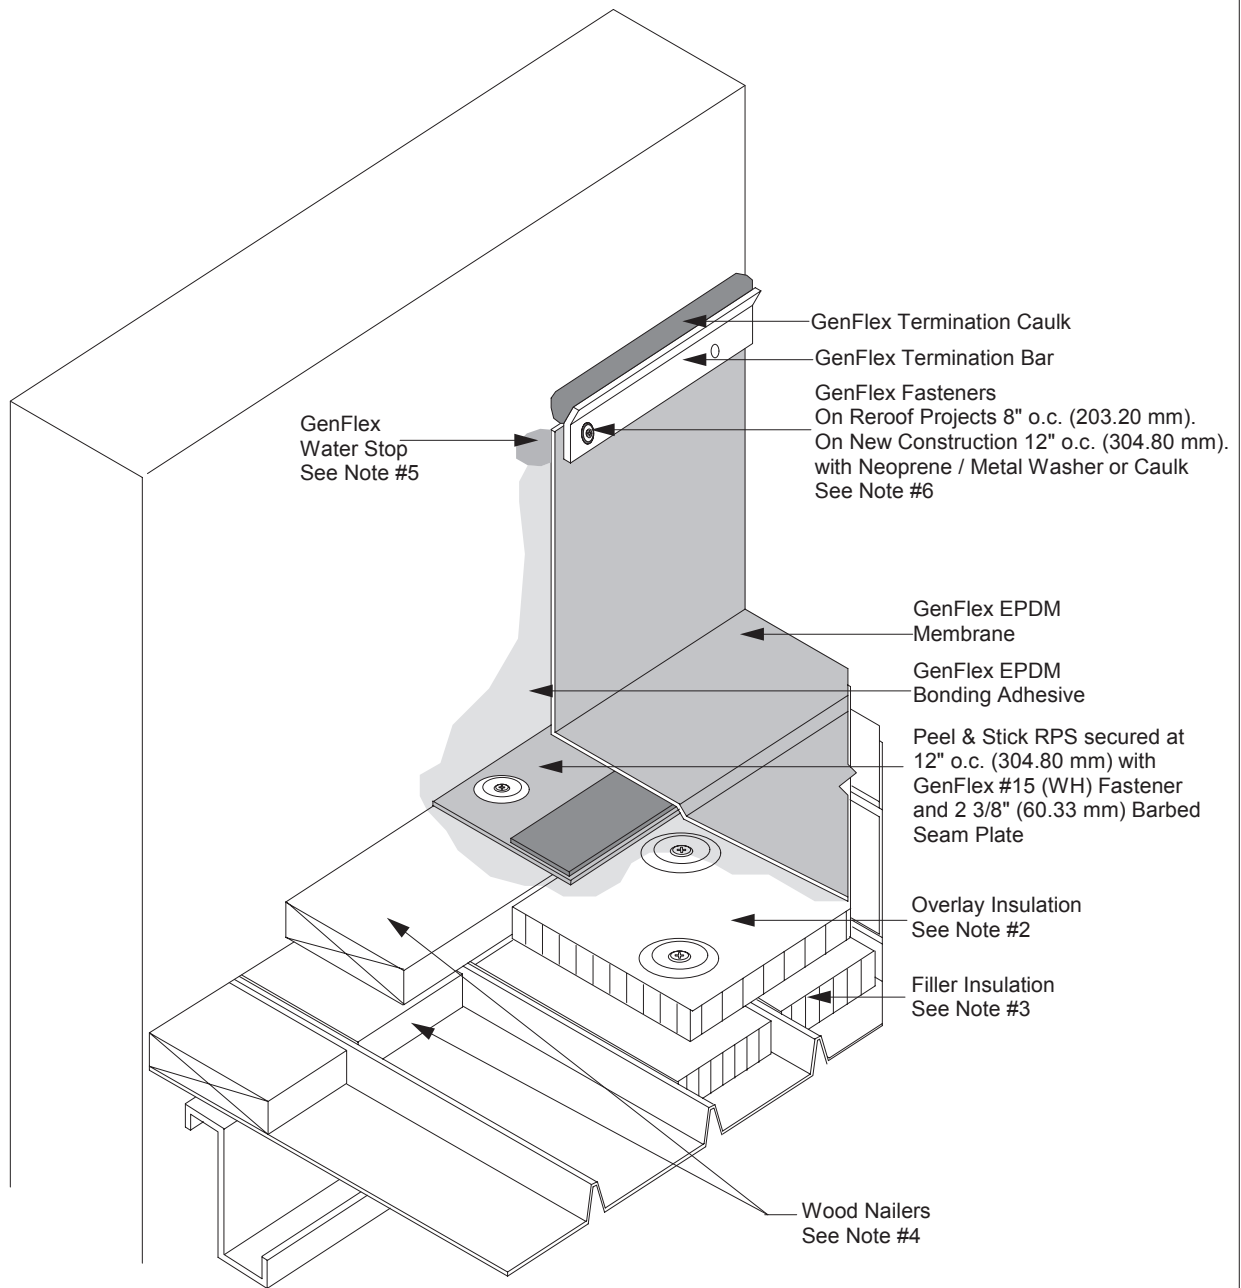 GenFlex Termination Caulk
GenFlex Termination Bar
GenFlex Fasteners
On Reroof Projects 8" o.c. (203.20 mm).
On New Construction 12" o.c. (304.80 mm).
with Neoprene / Metal Washer or Caulk
See Note #6
GenFlex
Water Stop
See Note #5
GenFlex EPDM
Membrane
GenFlex EPDM
Bonding Adhesive
Peel & Stick RPS secured at
12" o.c. (304.80 mm) with
GenFlex #15 (WH) Fastener
and 2 3/8" (60.33 mm) Barbed
Seam Plate
Overlay Insulation
See Note #2
Filler Insulation
See Note #3
Wood Nailers
See Note #4